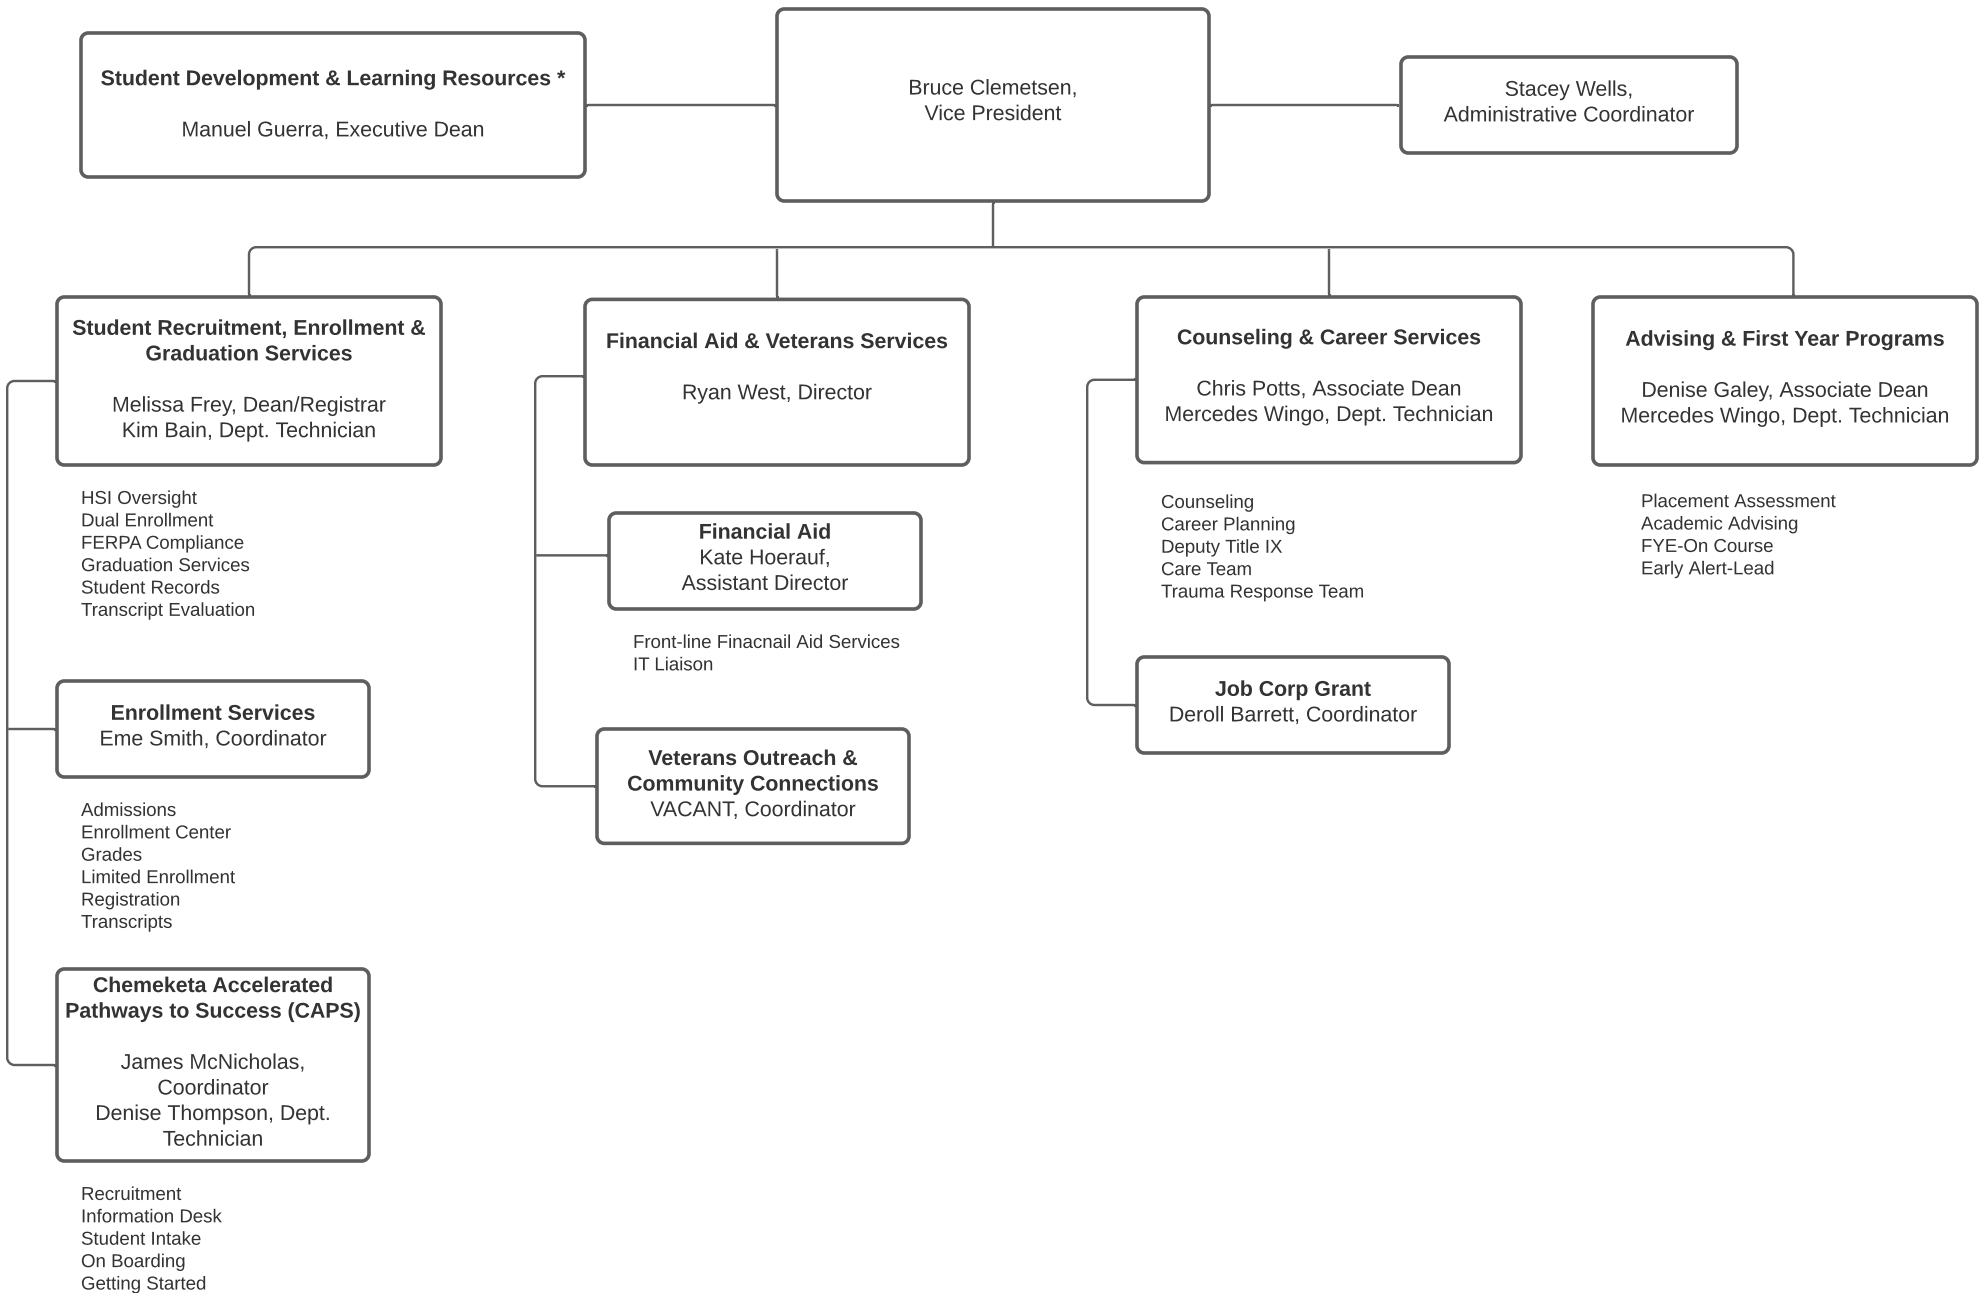 Student Development & Learning Resources *
Manuel Guerra, Executive Dean
Bruce Clemetsen,
Vice President
Stacey Wells,
Administrative Coordinator
Student Recruitment, Enrollment &
Graduation Services
Melissa Frey, Dean/Registrar
Kim Bain, Dept. Technician
HSI Oversight
Dual Enrollment
FERPA Compliance
Graduation Services
Student Records
Transcript Evaluation
Enrollment Services
Eme Smith, Coordinator
Admissions
Enrollment Center
Grades
Limited Enrollment
Registration
Transcripts
Chemeketa Accelerated
Pathways to Success (CAPS)
James McNicholas,
Coordinator
Denise Thompson, Dept.
Technician
Recruitment
Information Desk
Student Intake
On Boarding
Getting Started
Financial Aid & Veterans Services
Ryan West, Director
Financial Aid
Kate Hoerauf,
Assistant Director
Front-line Finacnail Aid Services
IT Liaison
Veterans Outreach &
Community Connections
VACANT, Coordinator
Counseling & Career Services
Chris Potts, Associate Dean
Mercedes Wingo, Dept. Technician
Counseling
Career Planning
Deputy Title IX
Care Team
Trauma Response Team
Job Corp Grant
Deroll Barrett, Coordinator
Advising & First Year Programs
Denise Galey, Associate Dean
Mercedes Wingo, Dept. Technician
Placement Assessment
Academic Advising
FYE-On Course
Early Alert-Lead